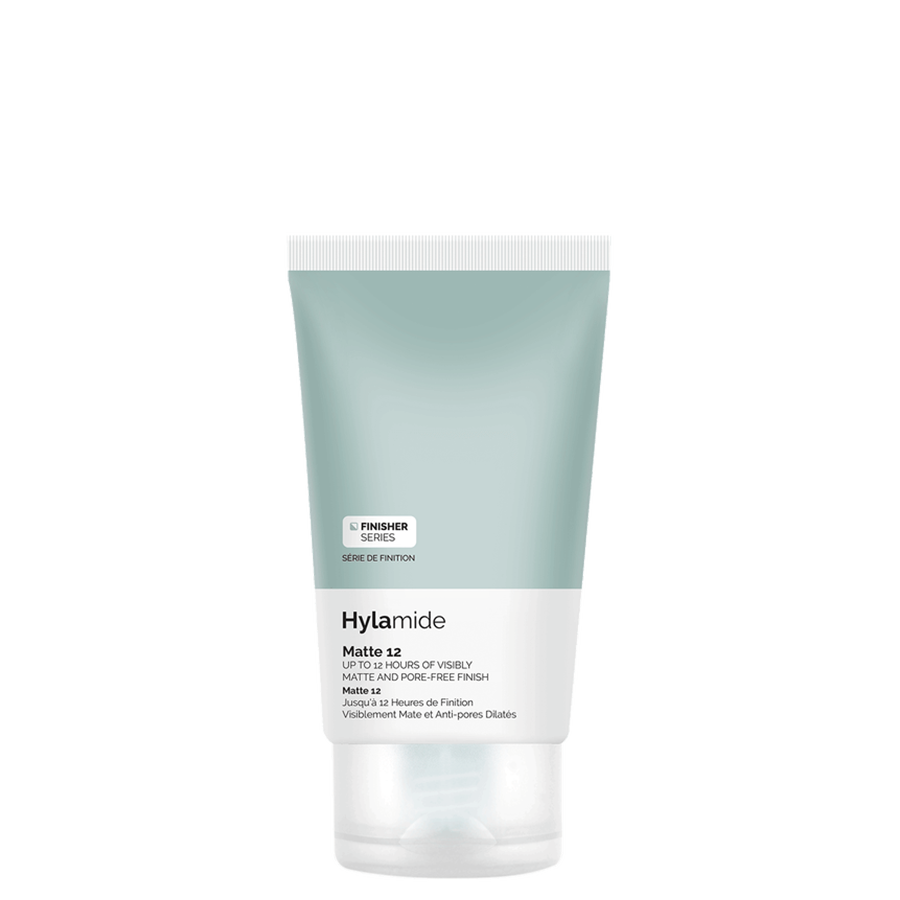 FINISHER
SERIES
SÉRIE DE FINITION
Hylamide
Matte 12
UP TO 12 HOURS OF VISIBLY
MATTE AND PORE-FREE FINISH
Matte 12
Jusqu'à 12 Heures de Finition
Visiblement Mate et Anti-pores Dilatés